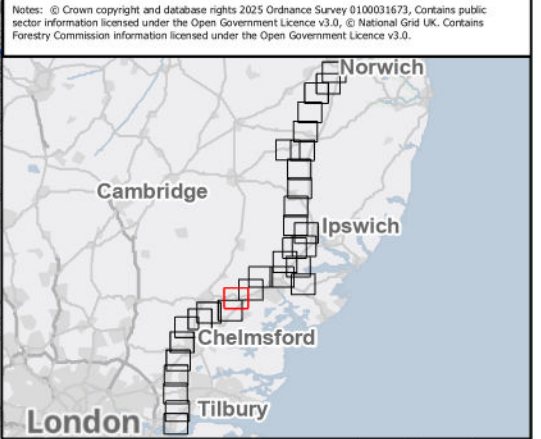 Notes: © Crown copyright and database rights 2025 Ordnance Survey 0100031673, Contains public
sector information licensed under the Open Government Licence v3.0, © National Grid UK. Contains
Forestry Commission information licensed under the Open Government Licence v3.0.
Norwich
Cambridge
Ipswich
Chelmsford
London
Tilbury